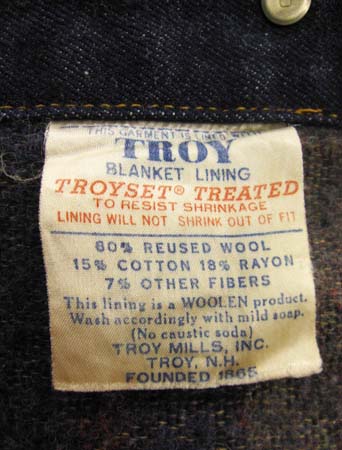 THIS GARMENT IS LINED WITH
TROY
BLANKET LINING
TROYSET® TREATED
TO RESIST SHRINKAGE
LINING WILL NOT SHRINK OUT OF FIT
60% REUSED WOOL
15% COTTON 18% RAYON
7% OTHER FIBERS
This lining is a WOOLEN product.
Wash accordingly with mild soap.
(No caustic soda)
TROY MILLS, INC.
TROY, N.H.
FOUNDED 1865